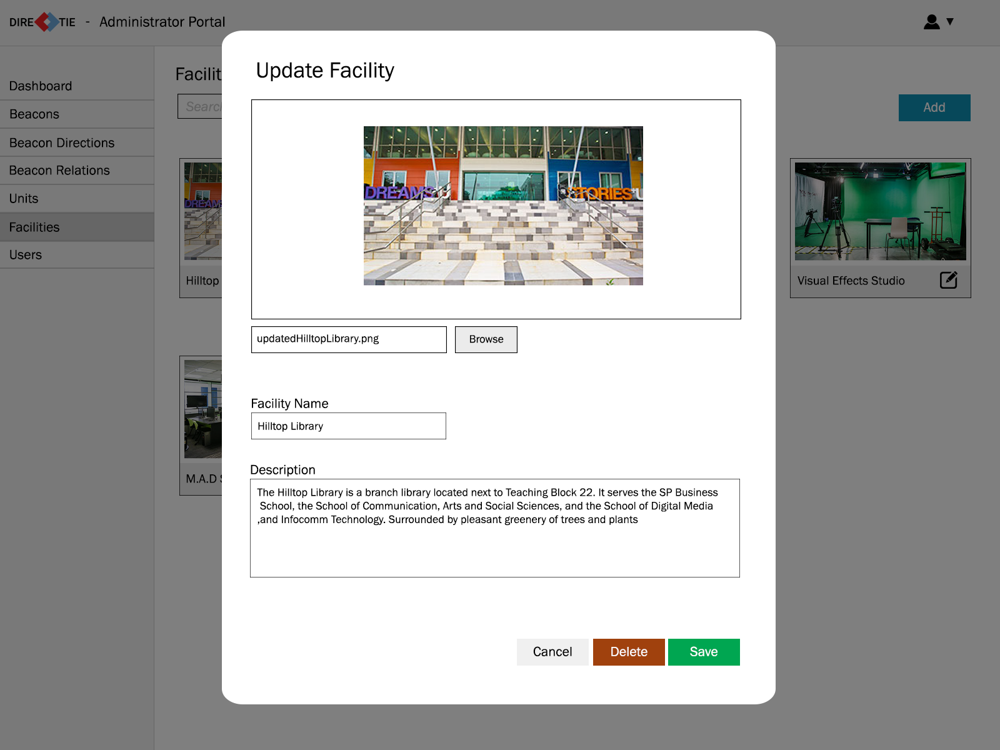 DIRE TIE - Administrator Portal ▼
Dashboard
Beacons
Beacon Directions
Beacon Relations
Units
Facilities
Users
Facilit
Search
Add
Hilltop
Visual Effects Studio
M.A.D
Update Facility
DREAMS U
STORIES U
updatedHilltopLibrary.png
Browse
Facility Name
Hilltop Library
Description
The Hilltop Library is a branch library located next to Teaching Block 22. It serves the SP Business
School, the School of Communication, Arts and Social Sciences, and the School of Digital Media
,and Infocomm Technology. Surrounded by pleasant greenery of trees and plants
Cancel
Delete
Save